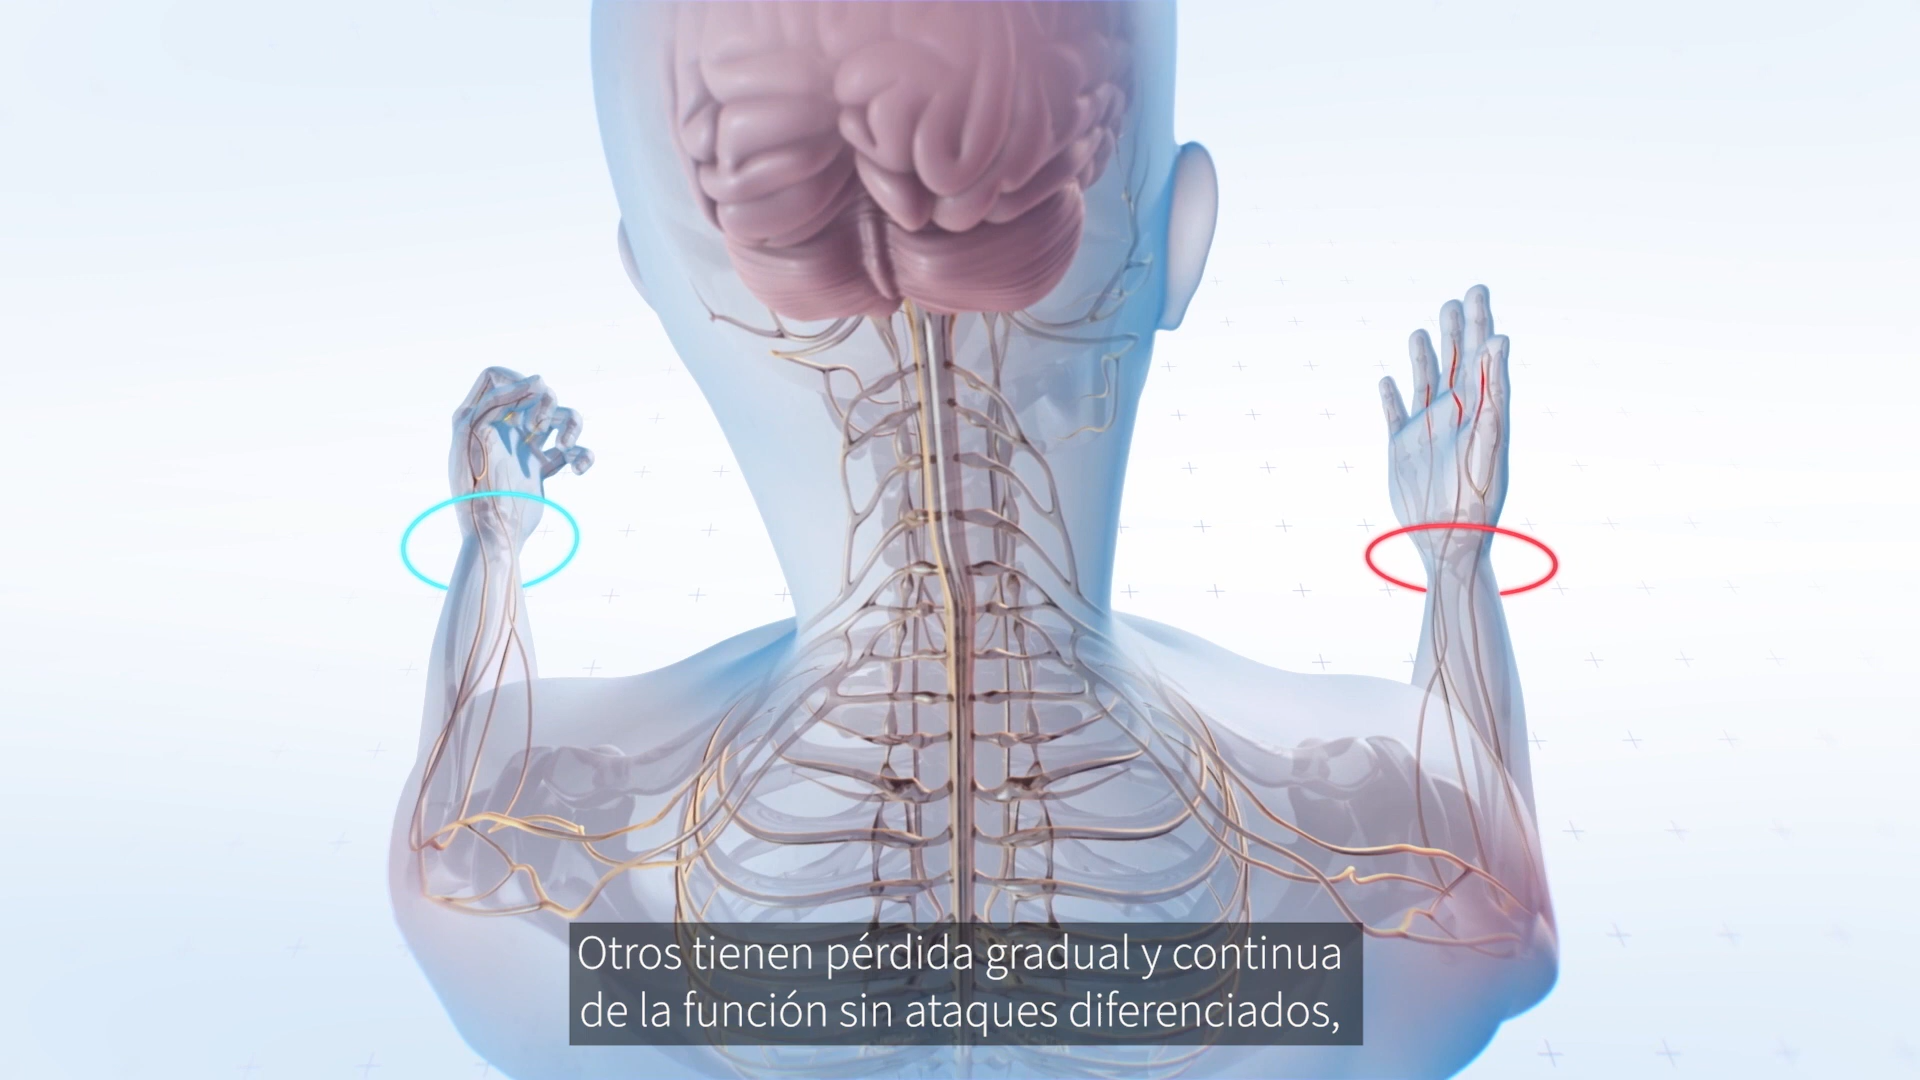 Otros tienen pérdida gradual y continua
de la función sin ataques diferenciados,